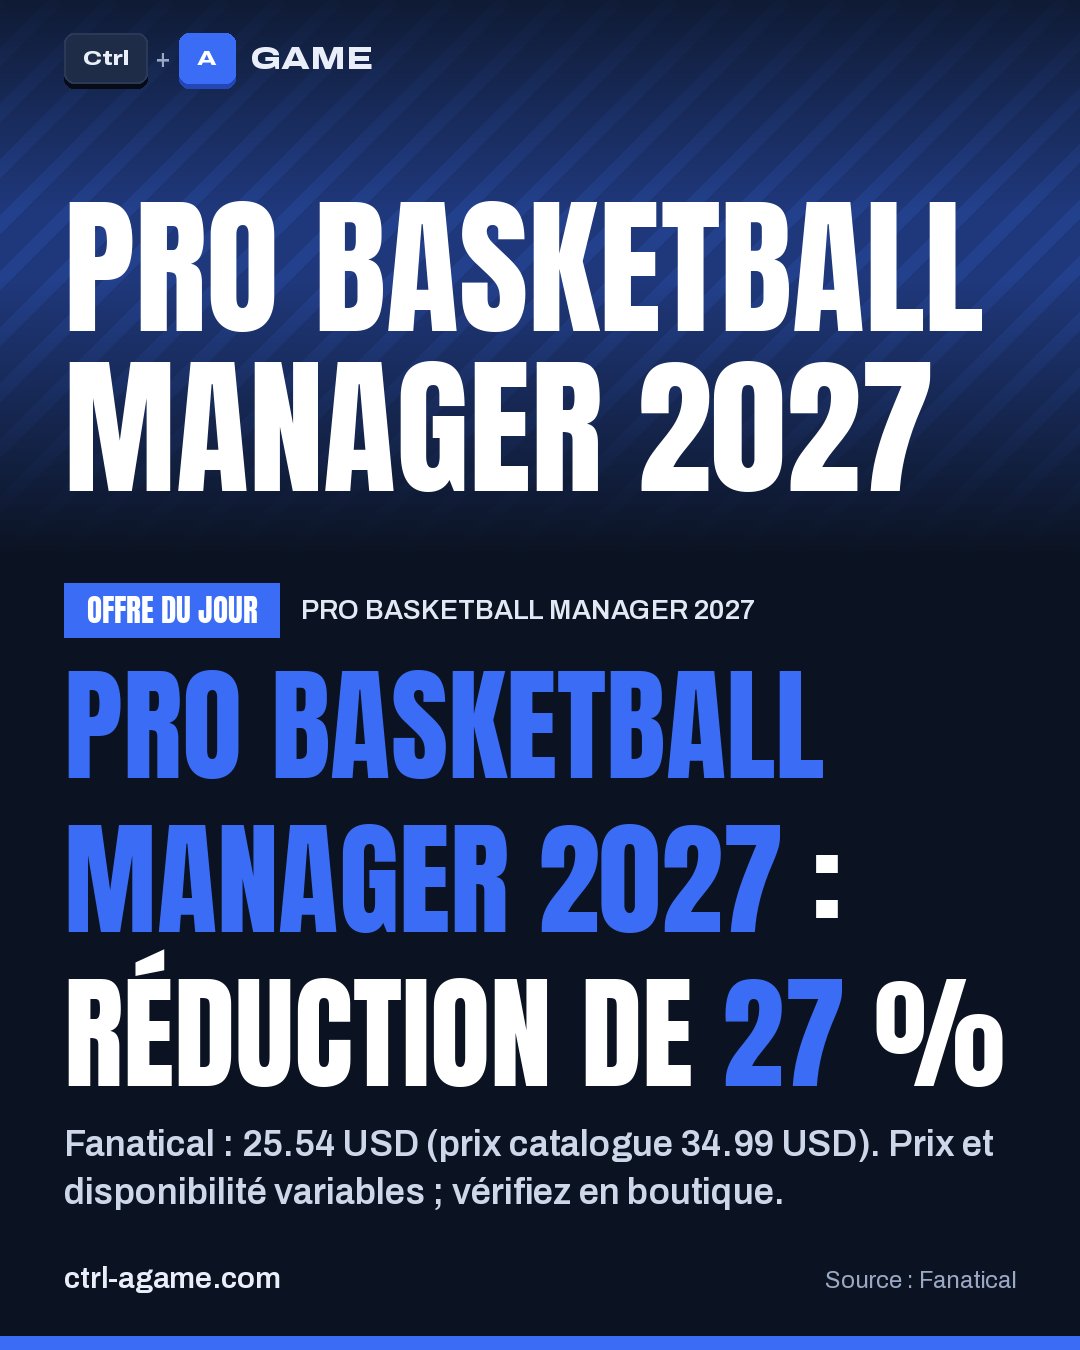 Ctrl + A GAME
PRO BASKETBALL
MANAGER 2027
OFFRE DU JOUR PRO BASKETBALL MANAGER 2027
PRO BASKETBALL
MANAGER 2027 :
RÉDUCTION DE 27 %
Fanatical : 25.54 USD (prix catalogue 34.99 USD). Prix et
disponibilité variables ; vérifiez en boutique.
ctrl-agame.com Source : Fanatical